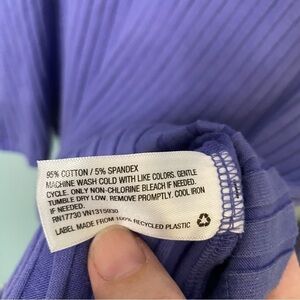 95% COTTON / 5% SPANDEX
MACHINE WASH COLD WITH LIKE COLORS. GENTLE
CYCLE. ONLY NON-CHLORINE BLEACH IF NEEDED.
TUMBLE DRY LOW. REMOVE PROMPTLY. COOL IRON
IF NEEDED.
RN17730 VN1315930
LABEL MADE FROM 100% RECYCLED PLASTIC